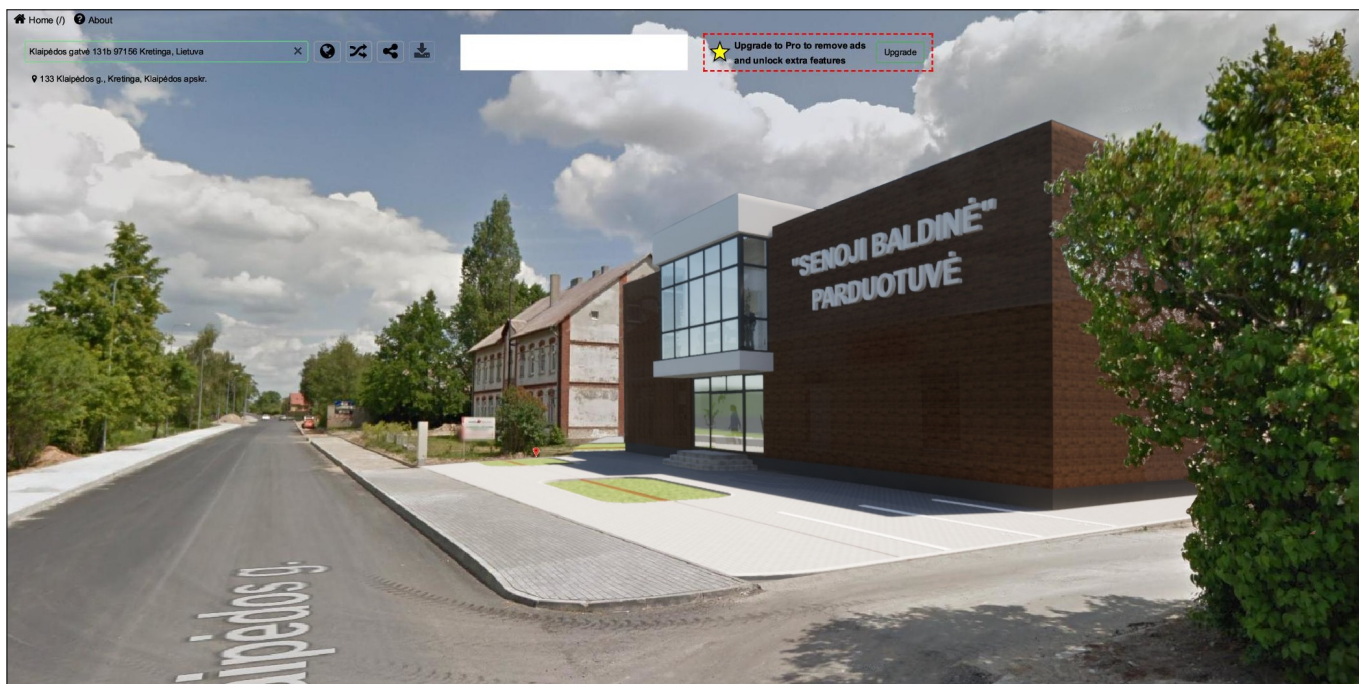 Home (/) About
Klaipėdos gatvė 131b 97156 Kretinga, Lietuva
133 Klaipėdos g., Kretinga, Klaipėdos apskr.
Upgrade to Pro to remove ads
and unlock extra features
Upgrade
"SENOJI BALDINĖ"
PARDUOTUVĖ
aipėdos g.